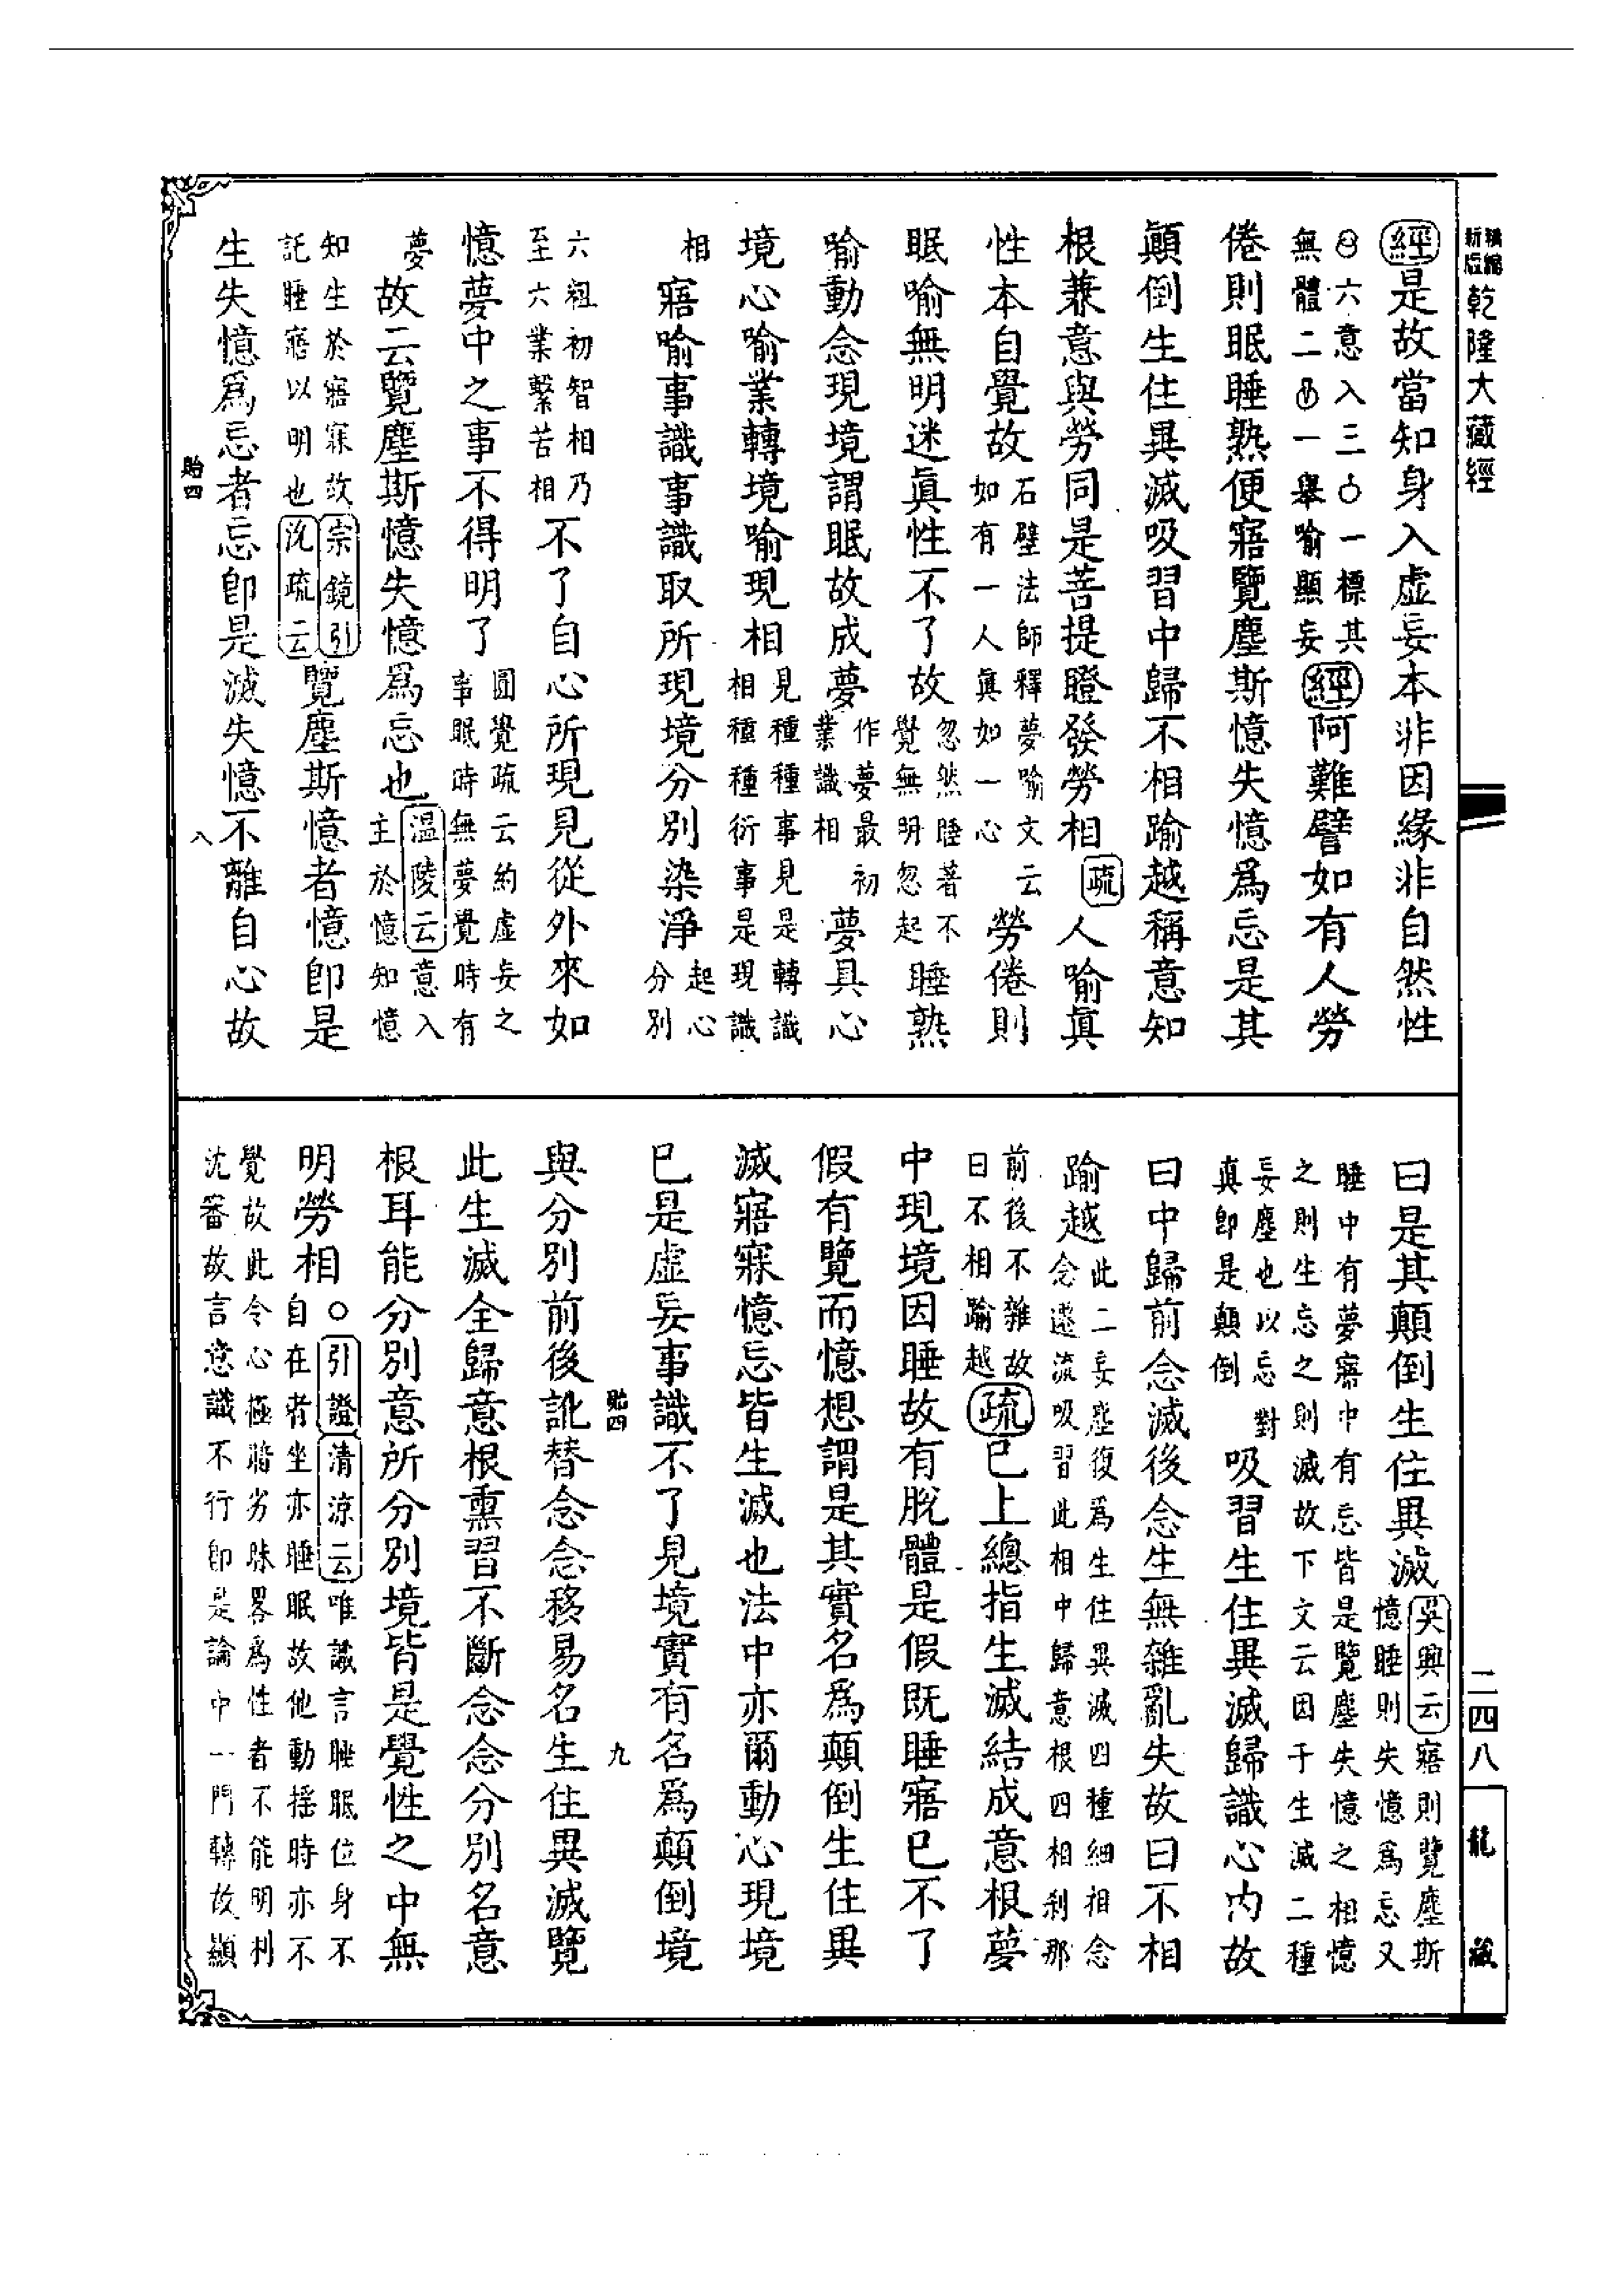 乾隆大藏經
經是故當知身入虛妄本非因緣非自然性
六意入三 一標其
無體二 一舉喻顯妄
經阿難譬如有人勞
倦則眠睡熟便寤覽塵斯憶失憶爲忘是其
顛倒生住異滅吸習中歸不相踰越稱意知
根兼意與勞同是菩提瞪發勞相疏人喻眞
性本自覺故
石壁法師釋夢喻文云
如有一人眞如一心
勞倦則
眠喻無明迷眞性不了故
忽然睡著不
覺無明忽起
睡熟
喻動念現境謂眠故成夢
作夢最初
業識相
夢具心
境心喻業轉境喻現相
見種種事見是轉識
相種種衍事是現識
相
寤喻事識事識取所現境分別染淨
起心
分別
六粗初智相乃
至六業繫苦相
不了自心所現見從外來如
憶夢中之事不得明了
圓覺疏云約虛妄之
事眠時無夢覺時有
夢
故云覽塵斯憶失憶爲忘也
溫陵云意入
主於憶知憶
知生於寤寐故
託睡寤以明也
宗鏡引
沇疏云
覽塵斯憶者憶卽是
生失憶爲忘者忘卽是滅失憶不離自心故
貽四
八
曰是其顛倒生住異滅
吳興云寤則覽塵斯
憶睡則失憶爲忘又
睡中有夢寤中有忘皆是覽塵失憶之相憶
之則生忘之則滅故下文云因于生滅二種
妄塵也以忘對
真卽是顛倒
吸習生住異滅歸識心內故
曰中歸前念滅後念生無雜亂失故曰不相
踰越
此二妄塵復爲生住異滅四種細相念
念遷流吸習此相中歸意根四相刹那
前後不雜故
曰不相踰越
疏已上總指生滅結成意根夢
中現境因睡故有脫體是假既睡寤已不了
假有覽而憶想謂是其實名爲顛倒生住異
滅寤寐憶忘皆生滅也法中亦爾動心現境
已是虛妄事識不了見境實有名爲顛倒境
與分別前後訛替念念移易名生住異滅覽
此生滅全歸意根熏習不斷念念分別名意
根耳能分別意所分別境皆是覺性之中無
明勞相○
引證清涼云唯識言睡眠位身不
自在者坐亦睡眠故他動搖時亦不
覺故此令心極暗劣昧畧爲性者不能明利
沈審故言意識不行卽是論中一門轉故顯
貽四
九
二四八
龍藏